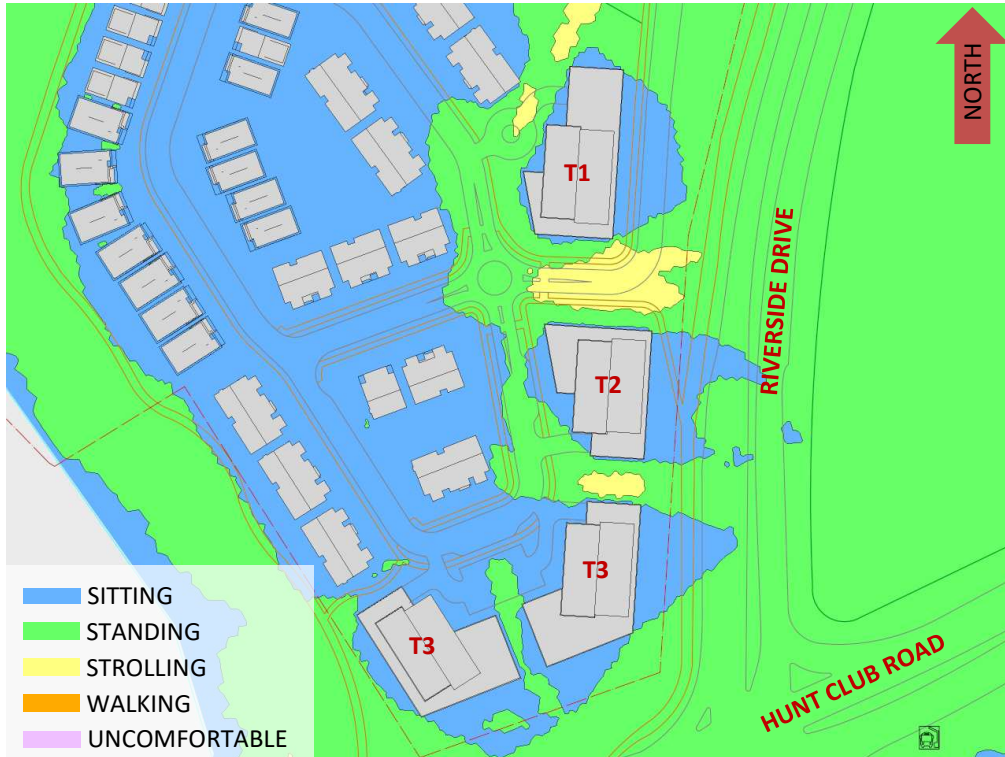 NORTH
T1
RIVERSIDE DRIVE
T2
T3
T3
HUNT CLUB ROAD
SITTING
STANDING
STROLLING
WALKING
UNCOMFORTABLE